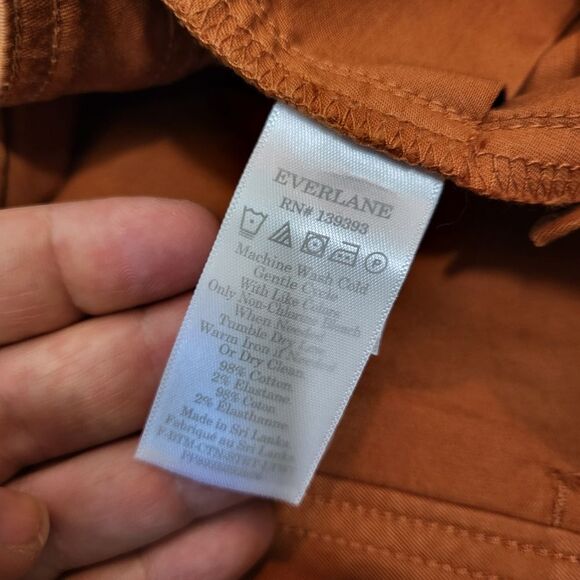 EVERLANE
RN# 139393
Machine Wash Cold
Gentle Cycle
With Like Colors
Only Non-Chlorine Bleach
When Needed
Tumble Dry Low
Warm Iron if Needed
Or Dry Clean.
98% Cotton.
2% Elastane.
98% Coton
2% Élasthanne.
Made in Sri Lanka.
Fabriqué au Sri Lanka.